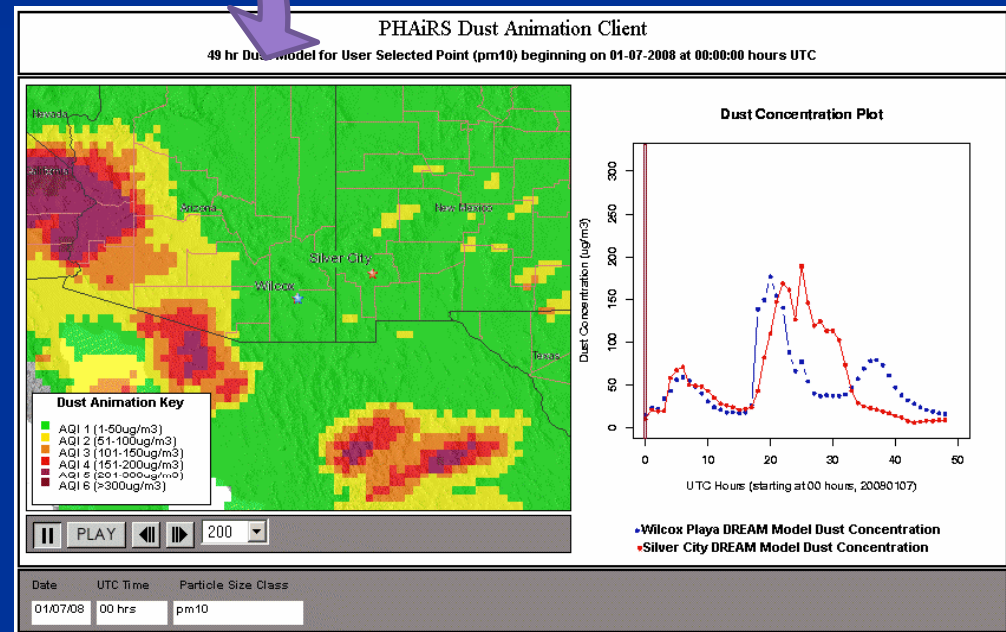 PHAiRS Dust Animation Client
49 hr Dust Model for User Selected Point (pm10) beginning on 01-07-2008 at 00:00:00 hours UTC
Nevada
Arizona
New Mexico
Silver City
Wilcox
Texas
Dust Animation Key
AQI 1 (1-50ug/m3)
AQI 2 (51-100ug/m3)
AQI 3 (101-150ug/m3)
AQI 4 (151-200ug/m3)
AQI 5 (201-300ug/m3)
AQI 6 (>300ug/m3)
Dust Concentration Plot
Dust Concentration (ug/m3)
300
250
200
150
100
50
0
0 10 20 30 40 50
UTC Hours (starting at 00 hours, 20080107)
Wilcox Playa DREAM Model Dust Concentration
Silver City DREAM Model Dust Concentration
PLAY
200
Date UTC Time Particle Size Class
01/07/08 00 hrs pm10